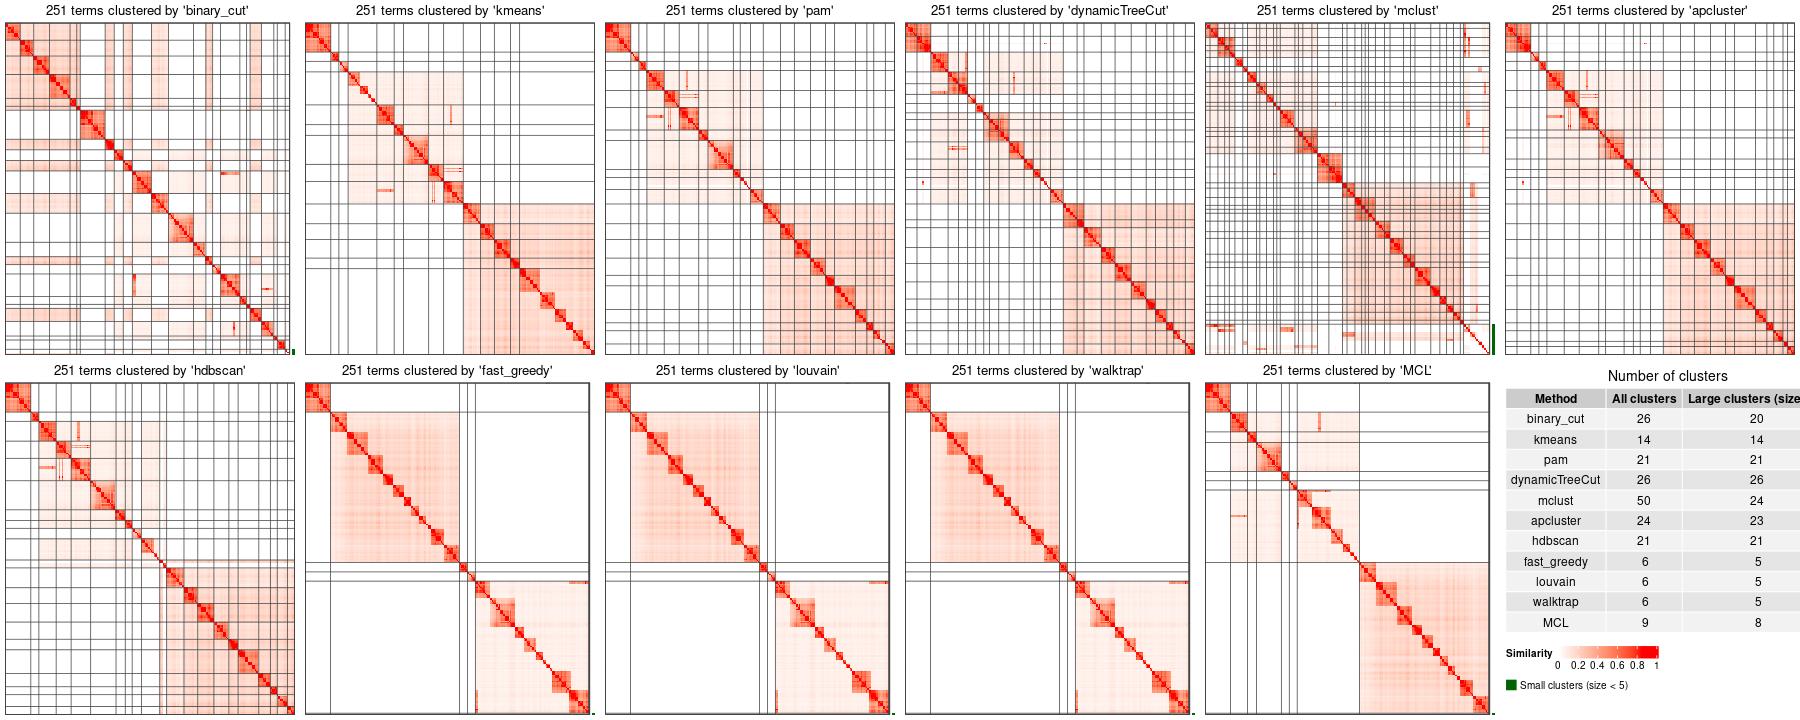 251 terms clustered by 'binary_cut'
251 terms clustered by 'kmeans'
251 terms clustered by 'pam'
251 terms clustered by 'dynamicTreeCut'
251 terms clustered by 'mclust'
251 terms clustered by 'apcluster'
251 terms clustered by 'hdbscan'
251 terms clustered by 'fast_greedy'
251 terms clustered by 'louvain'
251 terms clustered by 'walktrap'
251 terms clustered by 'MCL'
Number of clusters
Method All clusters Large clusters (size
binary_cut 26 20
kmeans 14 14
pam 21 21
dynamicTreeCut 26 26
mclust 50 24
apcluster 24 23
hdbscan 21 21
fast_greedy 6 5
louvain 6 5
walktrap 6 5
MCL 9 8
Similarity
0 0.2 0.4 0.6 0.8 1
Small clusters (size < 5)